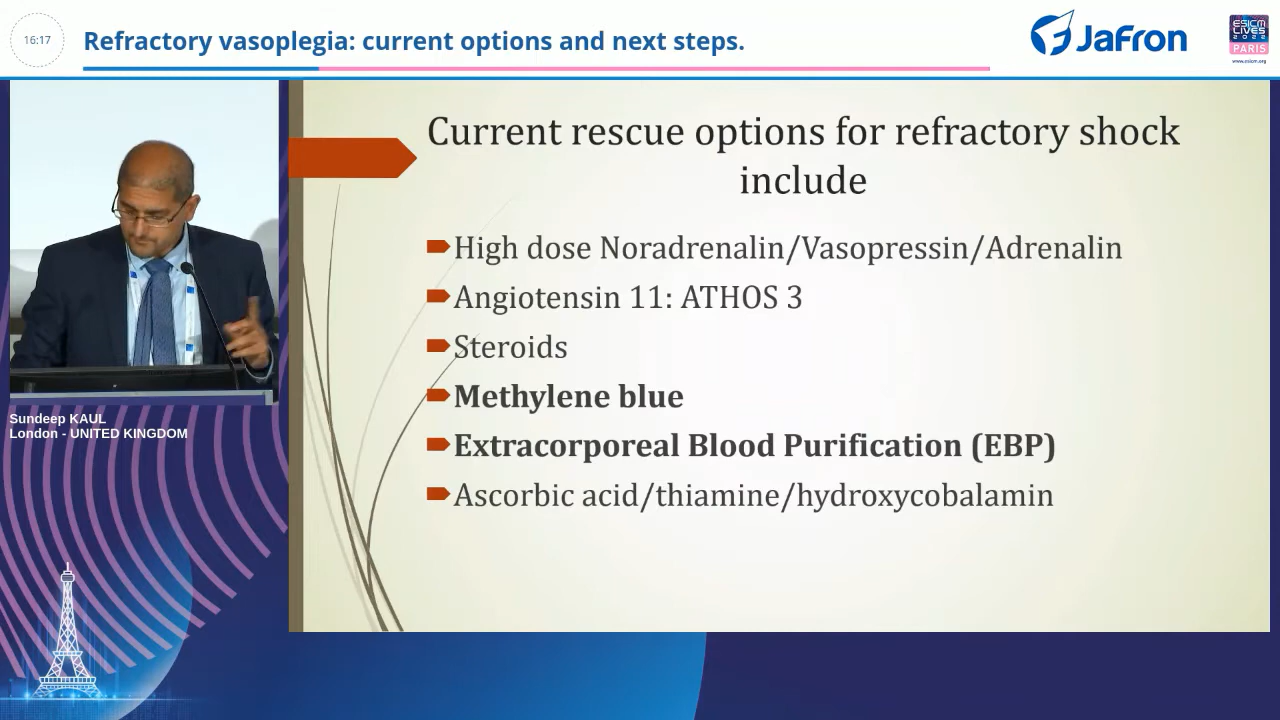 16:17
Refractory vasoplegia: current options and next steps.
Jafron
ESICM
LIVES
2022
PARIS
www.esicm.org
Current rescue options for refractory shock
include
High dose Noradrenalin/Vasopressin/Adrenalin
Angiotensin 11: ATHOS 3
Steroids
Methylene blue
Extracorporeal Blood Purification (EBP)
Ascorbic acid/thiamine/hydroxycobalamin
Sundeep KAUL
London - UNITED KINGDOM